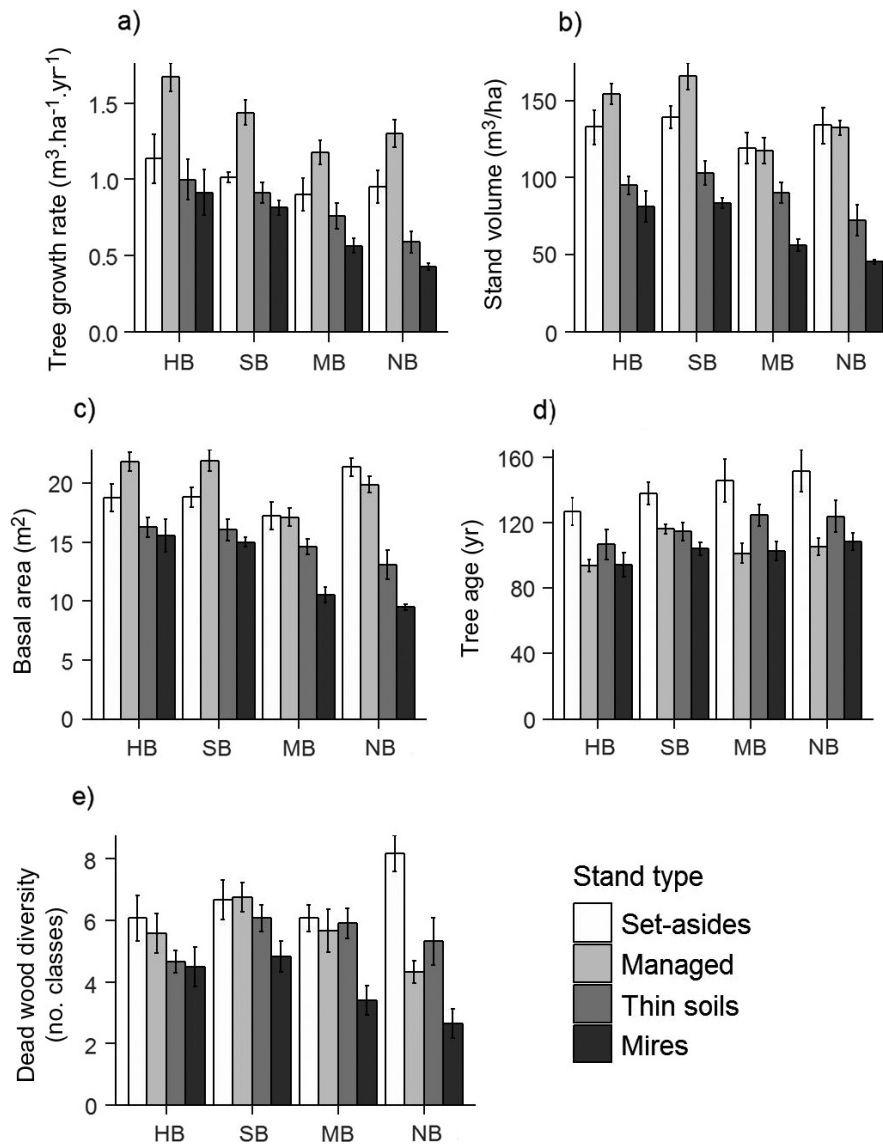 a)
Tree growth rate (m³.ha⁻¹.yr⁻¹)
1.5
1.0
0.5
0.0
HB SB MB NB
b)
Stand volume (m³/ha)
150
100
50
0
HB SB MB NB
c)
Basal area (m²)
20
15
10
5
0
HB SB MB NB
d)
Tree age (yr)
160
120
80
40
0
HB SB MB NB
e)
Dead wood diversity
(no. classes)
8
6
4
2
0
HB SB MB NB
Stand type
Set-asides
Managed
Thin soils
Mires